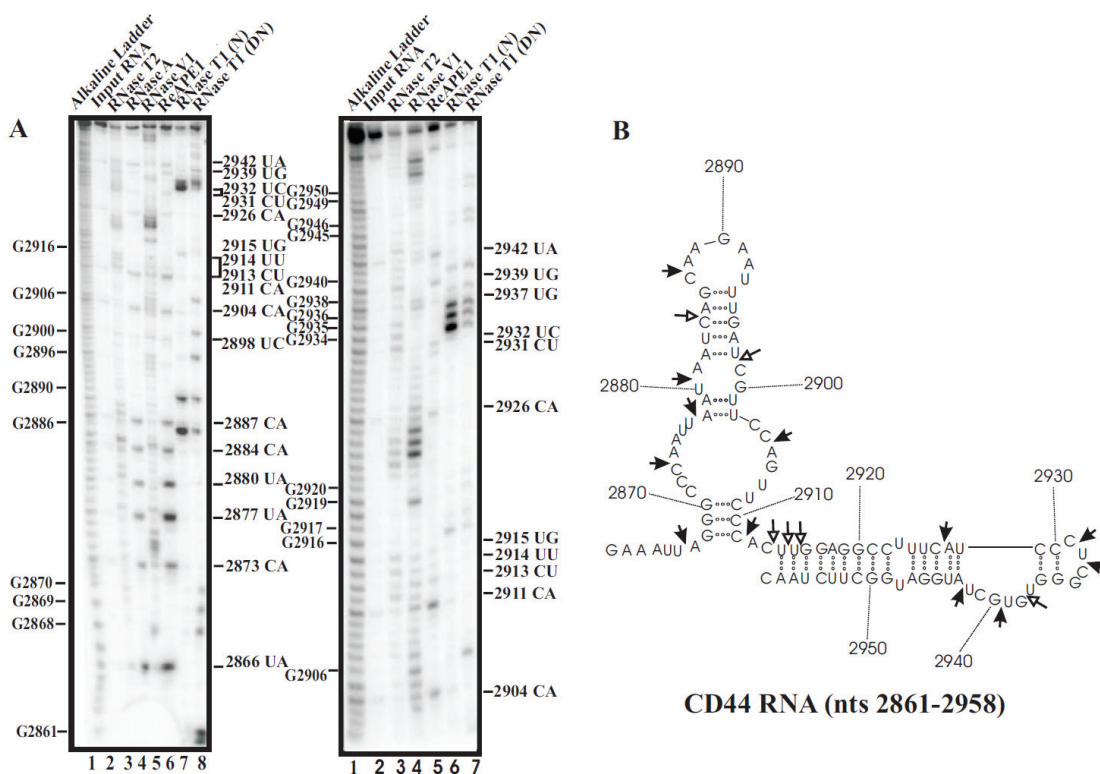 A
Alkaline Ladder
Input RNA
RNase T2
RNase A
RNase V1
ReAPE1
RNase T1 (N)
RNase T1 (DN)
G2916
G2906
G2900
G2896
G2890
G2886
G2870
G2869
G2868
G2861
2942 UA
2939 UG
2932 UC
2931 CU
2926 CA
2915 UG
2914 UU
2913 CU
2911 CA
2904 CA
2898 UC
2887 CA
2884 CA
2880 UA
2877 UA
2873 CA
2866 UA
1 2 3 4 5 6 7 8
Alkaline Ladder
Input RNA
RNase T2
RNase V1
ReAPE1
RNase T1 (N)
RNase T1 (DN)
G2950
G2949
G2946
G2945
G2940
G2938
G2936
G2935
G2934
G2920
G2919
G2917
G2916
G2906
2942 UA
2939 UG
2937 UG
2932 UC
2931 CU
2926 CA
2915 UG
2914 UU
2913 CU
2911 CA
2904 CA
1 2 3 4 5 6 7
B
2890
2880
2900
2870
2910
2920
2930
2940
2950
G A A A U U A G G G C C C A A U U A A U A A U C A G C A A G A A U U U G A U C G U U C C A G U U C C C A C U U G G A G G C C U U U C A U C C C U C G G G U G U G C U A U G G A U G G C U U C U A A C
CD44 RNA (nts 2861-2958)